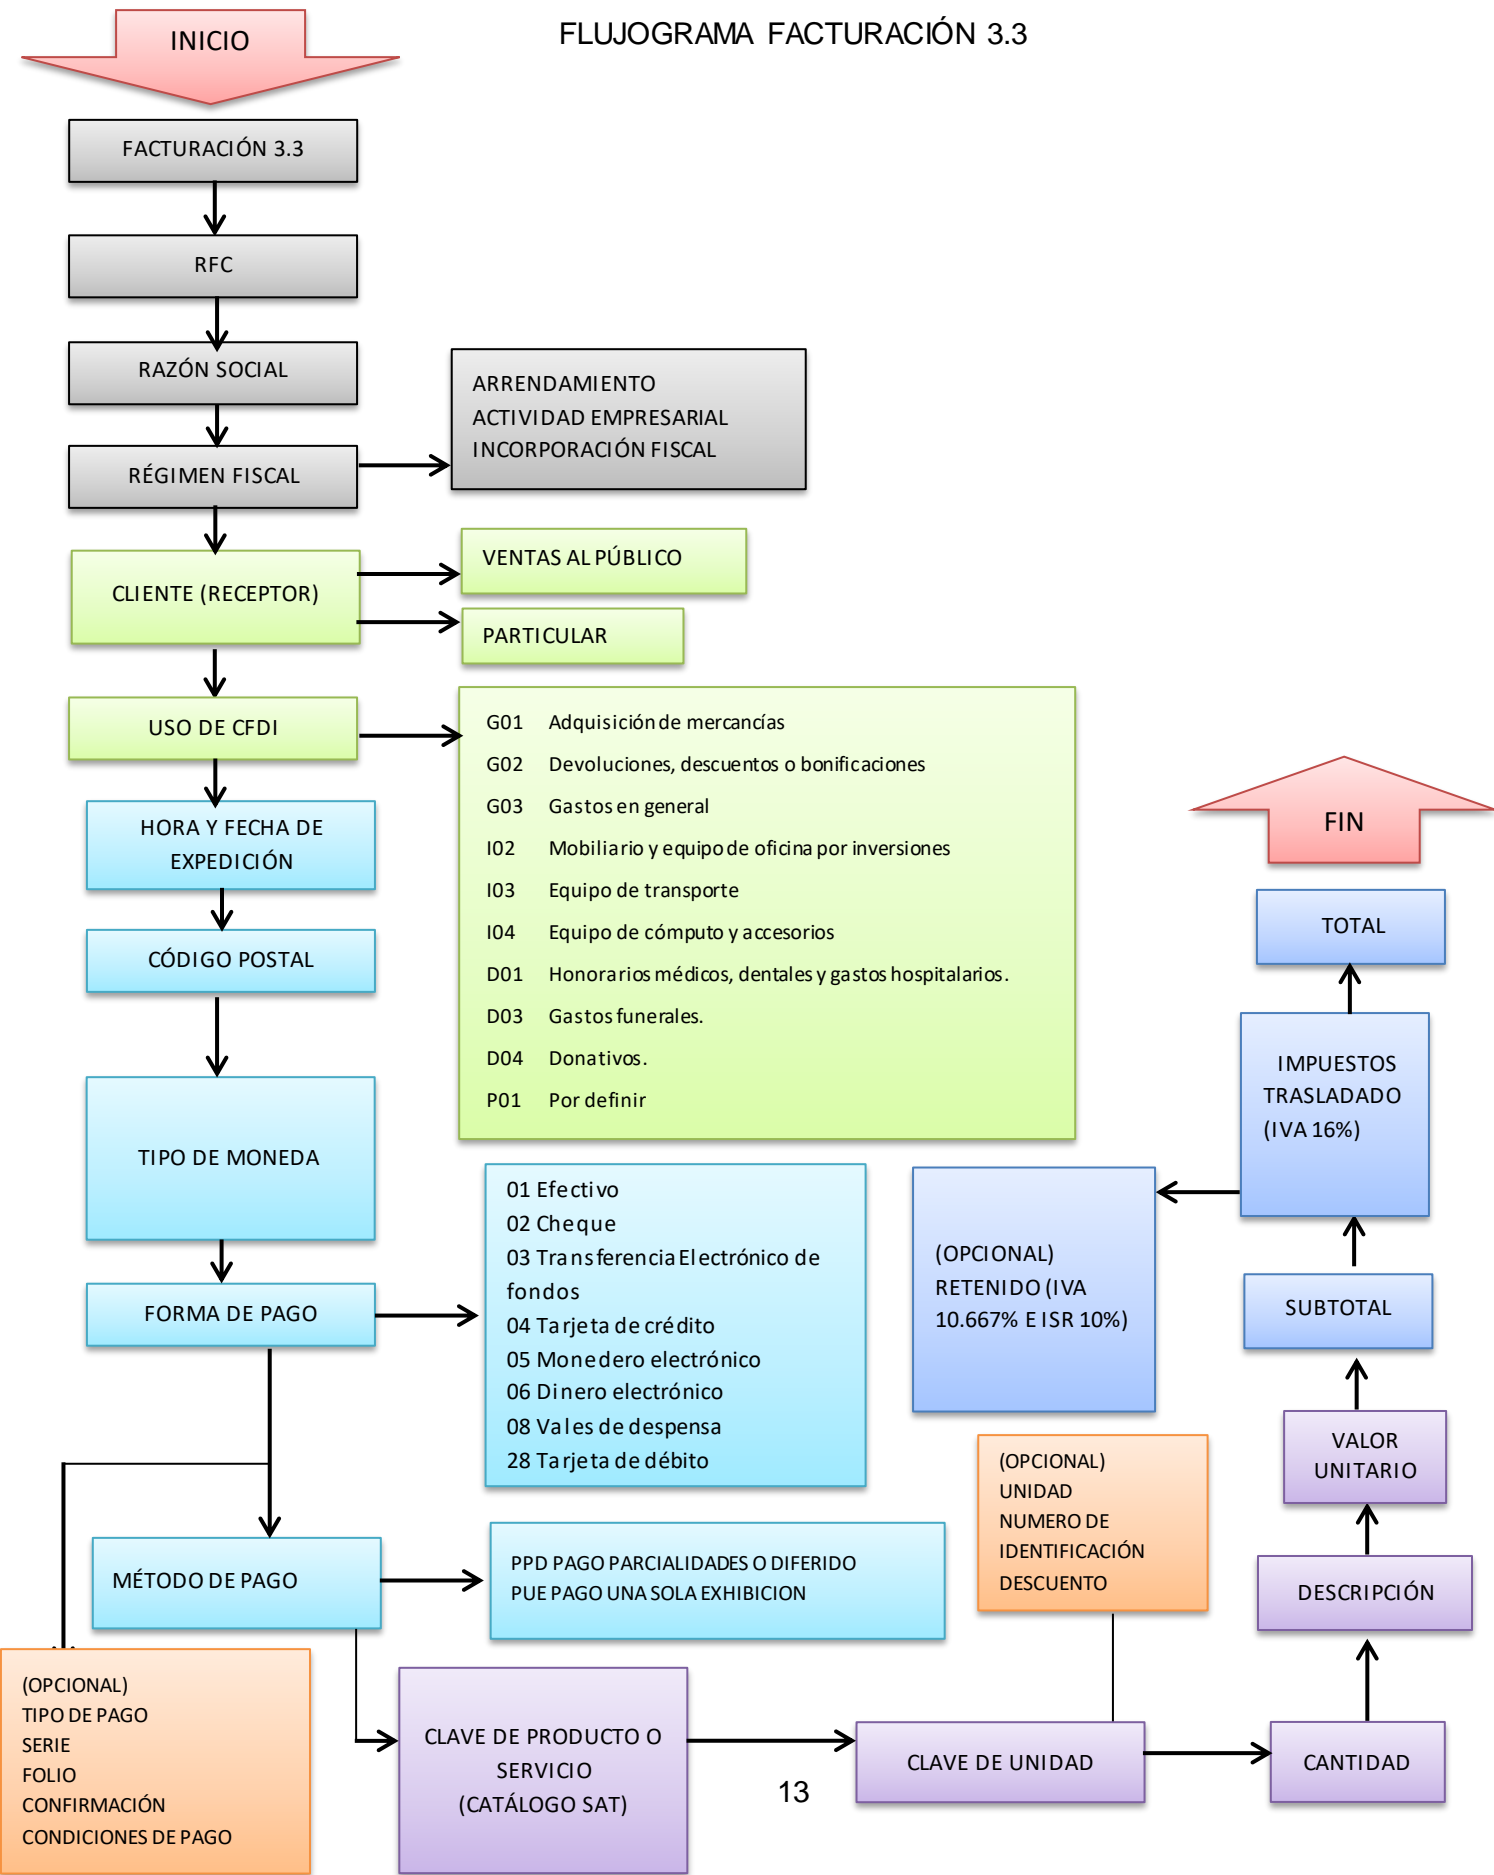 FLUJOGRAMA FACTURACIÓN 3.3
INICIO
FACTURACIÓN 3.3
RFC
RAZÓN SOCIAL
RÉGIMEN FISCAL
ARRENDAMIENTO
ACTIVIDAD EMPRESARIAL
INCORPORACIÓN FISCAL
CLIENTE (RECEPTOR)
VENTAS AL PÚBLICO
PARTICULAR
USO DE CFDI
G01 Adquisición de mercancías
G02 Devoluciones, descuentos o bonificaciones
G03 Gastos en general
I02 Mobiliario y equipo de oficina por inversiones
I03 Equipo de transporte
I04 Equipo de cómputo y accesorios
D01 Honorarios médicos, dentales y gastos hospitalarios.
D03 Gastos funerales.
D04 Donativos.
P01 Por definir
HORA Y FECHA DE
EXPEDICIÓN
CÓDIGO POSTAL
TIPO DE MONEDA
FORMA DE PAGO
01 Efectivo
02 Cheque
03 Transferencia Electrónico de
fondos
04 Tarjeta de crédito
05 Monedero electrónico
06 Dinero electrónico
08 Vales de despensa
28 Tarjeta de débito
MÉTODO DE PAGO
PPD PAGO PARCIALIDADES O DIFERIDO
PUE PAGO UNA SOLA EXHIBICION
(OPCIONAL)
TIPO DE PAGO
SERIE
FOLIO
CONFIRMACIÓN
CONDICIONES DE PAGO
CLAVE DE PRODUCTO O
SERVICIO
(CATÁLOGO SAT)
CLAVE DE UNIDAD
(OPCIONAL)
UNIDAD
NUMERO DE
IDENTIFICACIÓN
DESCUENTO
CANTIDAD
DESCRIPCIÓN
VALOR
UNITARIO
SUBTOTAL
IMPUESTOS
TRASLADADO
(IVA 16%)
(OPCIONAL)
RETENIDO (IVA
10.667% E ISR 10%)
TOTAL
FIN
13